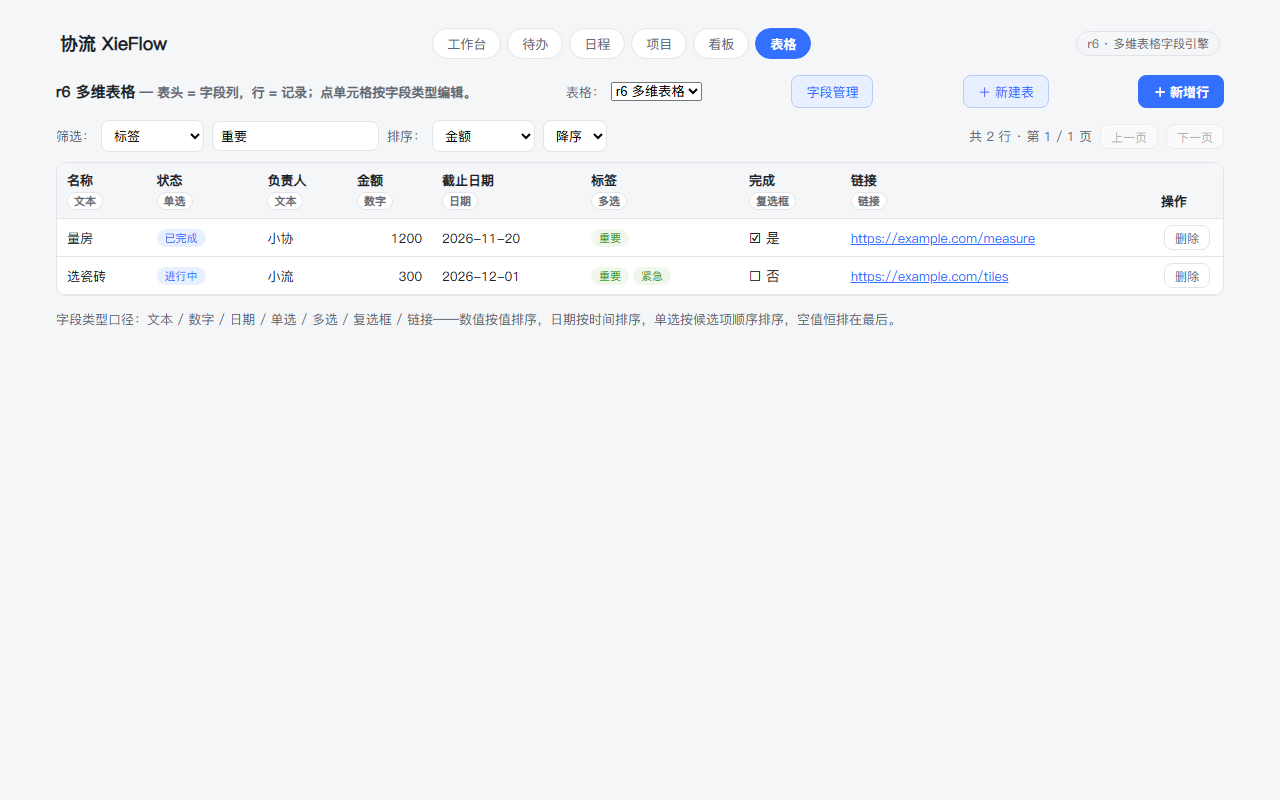 协流 XieFlow 工作台 待办 日程 项目 看板 表格 r6 · 多维表格字段引擎
r6 多维表格 — 表头 = 字段列，行 = 记录；点单元格按字段类型编辑。 表格： r6 多维表格 字段管理 ＋ 新建表 ＋ 新增行
筛选： 标签 重要 排序： 金额 降序 共 2 行 · 第 1 / 1 页 上一页 下一页
名称 状态 负责人 金额 截止日期 标签 完成 链接
文本 单选 文本 数字 日期 多选 复选框 链接 操作
量房 已完成 小协 1200 2026-11-20 重要 ☑ 是 https://example.com/measure 删除
选瓷砖 进行中 小流 300 2026-12-01 重要 紧急 ☐ 否 https://example.com/tiles 删除
字段类型口径：文本 / 数字 / 日期 / 单选 / 多选 / 复选框 / 链接——数值按值排序，日期按时间排序，单选按候选项顺序排序，空值恒排在最后。